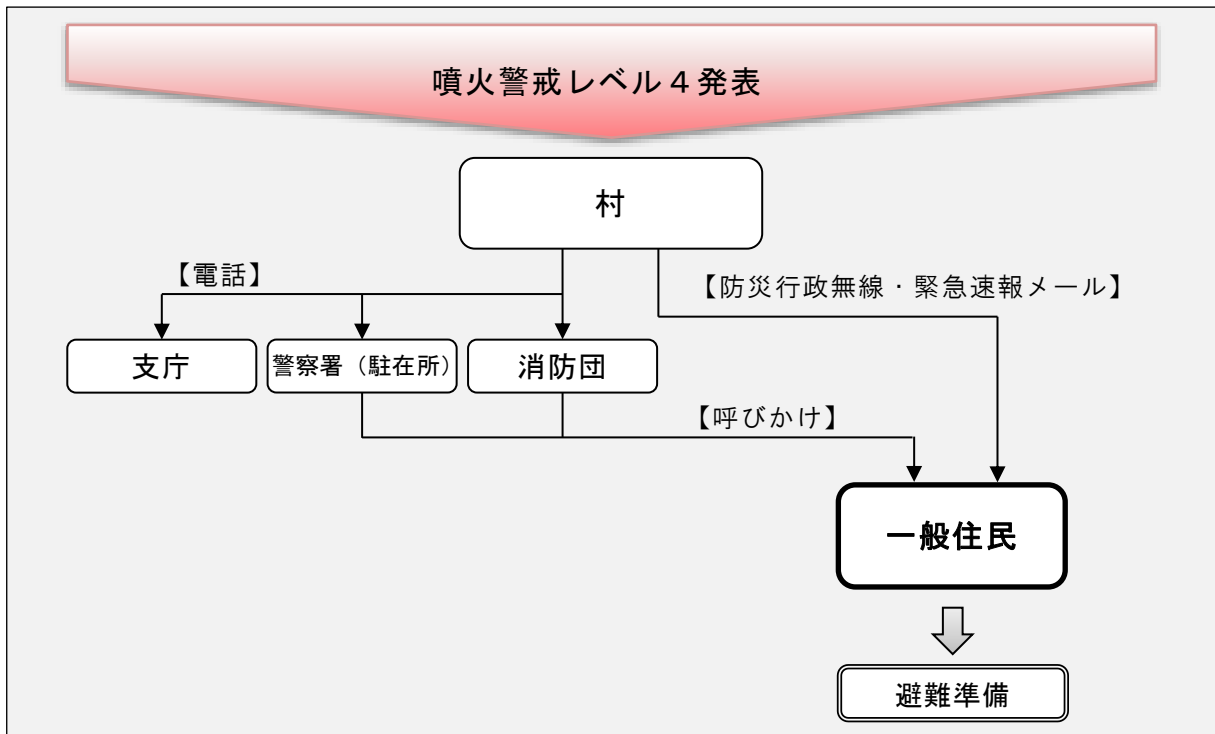 噴火警戒レベル４発表
村
【電話】
【防災行政無線・緊急速報メール】
支庁
警察署（駐在所）
消防団
【呼びかけ】
一般住民
避難準備